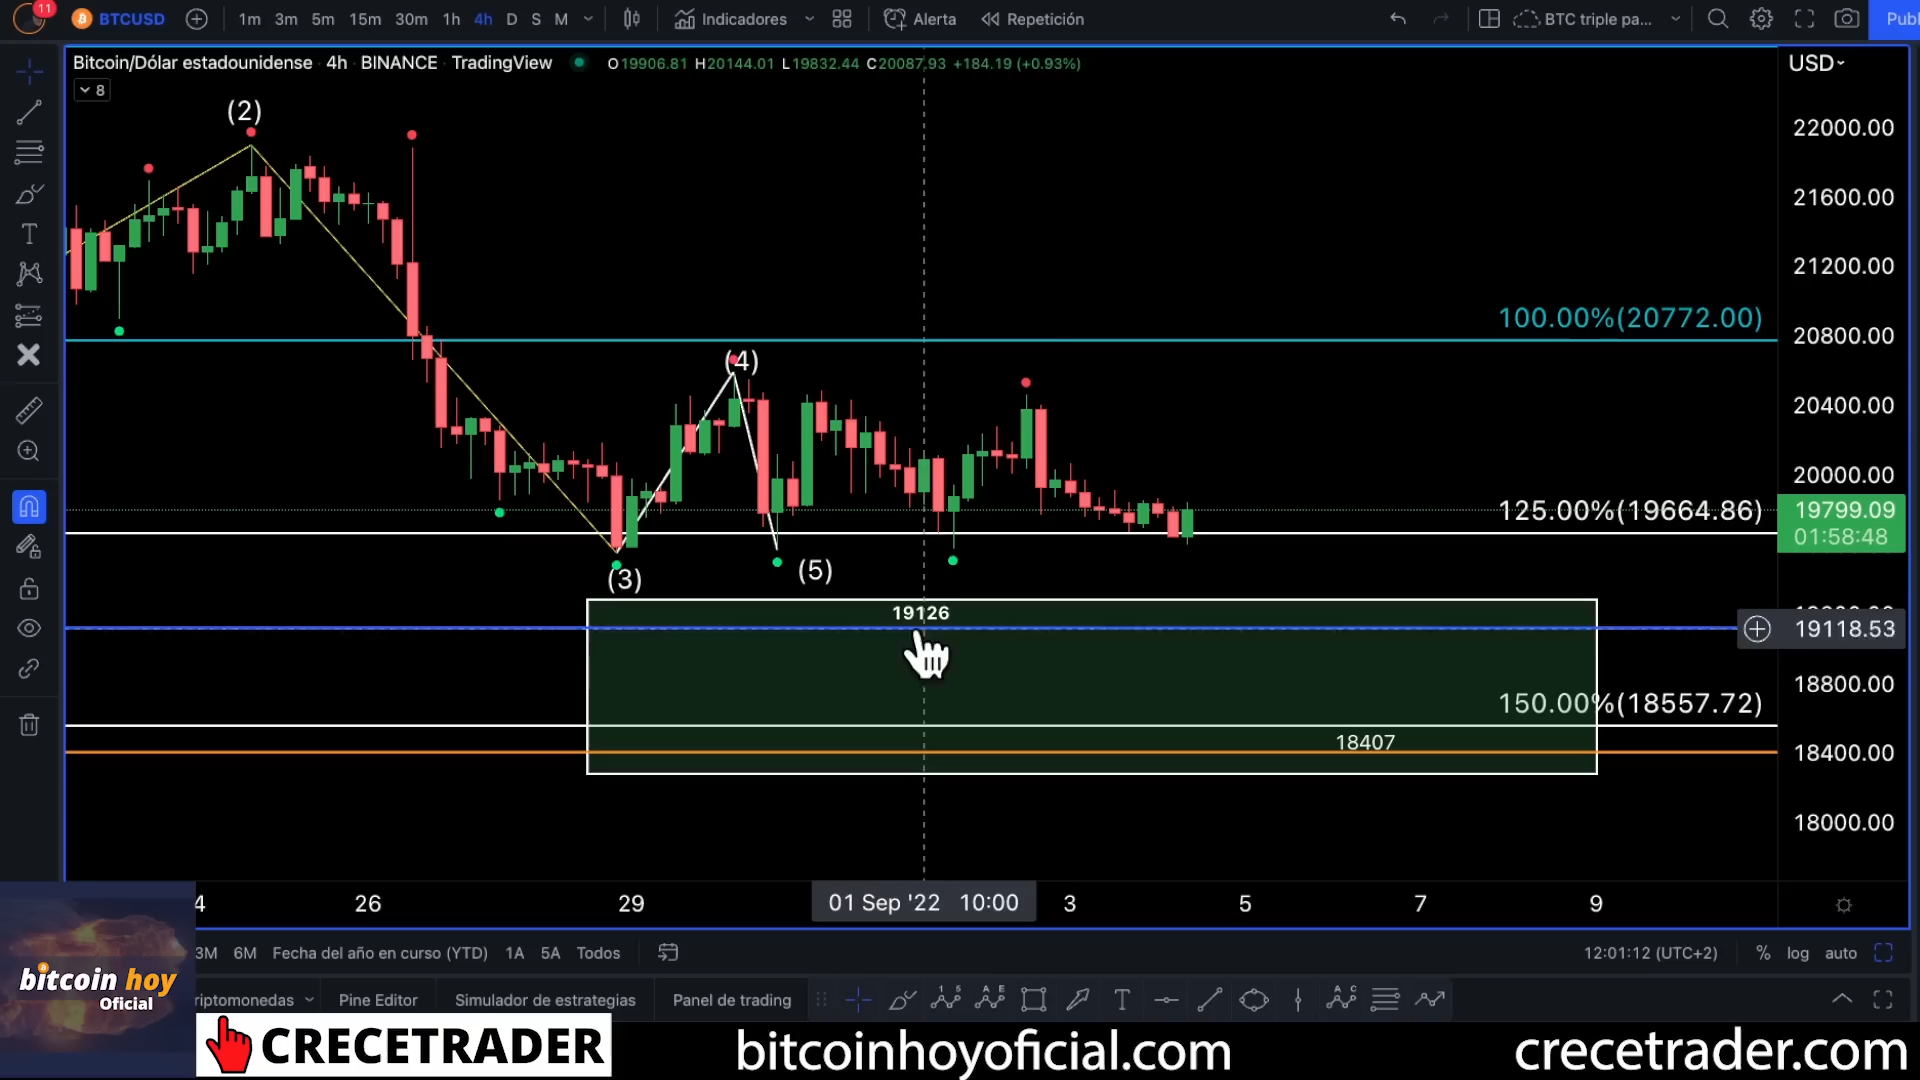 11
BTCUSD
1m 3m 5m 15m 30m 1h 4h D S M
Indicadores
Alerta
Repetición
BTC triple pa...
Publ
Bitcoin/Dólar estadounidense 4h BINANCE TradingView
O19906.81 H20144.01 L19832.44 C20087.93 +184.19 (+0.93%)
USD
8
(2)
22000.00
21600.00
21200.00
100.00%(20772.00)
20800.00
(4)
20400.00
20000.00
125.00%(19664.86)
19799.09
01:58:48
(3)
(5)
19126
19118.53
18800.00
150.00%(18557.72)
18407
18400.00
18000.00
4 26 29 01 Sep '22 10:00 3 5 7 9
3M 6M Fecha del año en curso (YTD) 1A 5A Todos
12:01:12 (UTC+2) % log auto
riptomonedas Pine Editor Simulador de estrategias Panel de trading
bitcoin hoy
Oficial
CRECETRADER
bitcoinhoyoficial.com
crecetrader.com